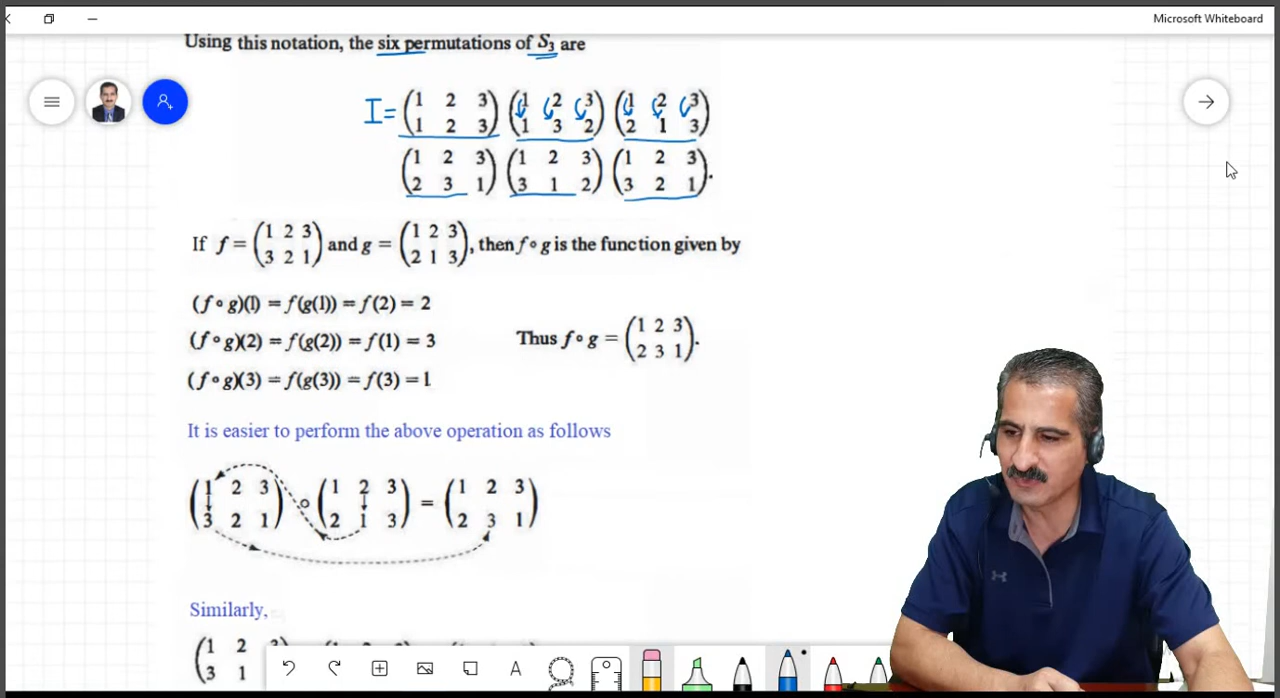 Microsoft Whiteboard
Using this notation, the six permutations of S₃ are
I = (1 2 3 / 1 2 3) (1 2 3 / 1 3 2) (1 2 3 / 2 1 3)
(1 2 3 / 2 3 1) (1 2 3 / 3 1 2) (1 2 3 / 3 2 1).
If f = (1 2 3 / 3 2 1) and g = (1 2 3 / 2 1 3), then f∘g is the function given by
(f∘g)(1) = f(g(1)) = f(2) = 2
(f∘g)(2) = f(g(2)) = f(1) = 3
Thus f∘g = (1 2 3 / 2 3 1).
(f∘g)(3) = f(g(3)) = f(3) = 1
It is easier to perform the above operation as follows
(1 2 3 / 3 2 1) ∘ (1 2 3 / 2 1 3) = (1 2 3 / 2 3 1)
Similarly,
(1 2 / 3 1
A